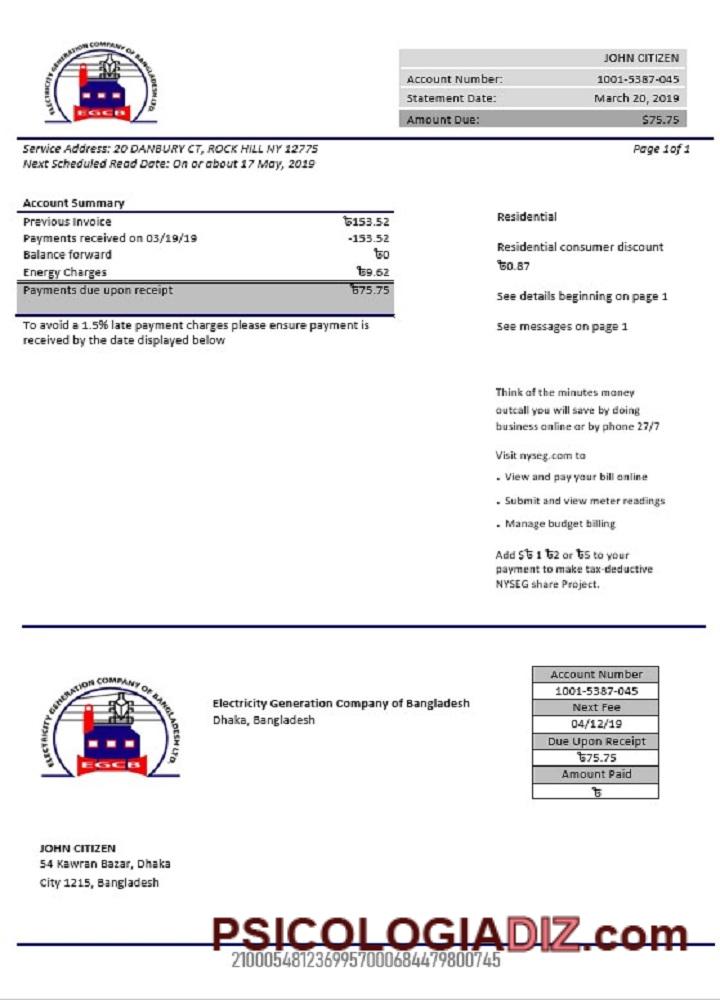 ELECTRICITY GENERATION COMPANY OF BANGLADESH LTD.
EGCB
JOHN CITIZEN
Account Number: 1001-5387-045
Statement Date: March 20, 2019
Amount Due: $75.75
Service Address: 20 DANBURY CT, ROCK HILL NY 12775
Page 1of 1
Next Scheduled Read Date: On or about 17 May, 2019
Account Summary
Previous Invoice ৳153.52
Payments received on 03/19/19 -153.52
Balance forward ৳0
Energy Charges ৳9.62
Payments due upon receipt ৳75.75
To avoid a 1.5% late payment charges please ensure payment is
received by the date displayed below
Residential
Residential consumer discount
৳0.87
See details beginning on page 1
See messages on page 1
Think of the minutes money
outcall you will save by doing
business online or by phone 27/7
Visit nyseg.com to
. View and pay your bill online
. Submit and view meter readings
. Manage budget billing
Add $৳ 1 ৳2 or ৳5 to your
payment to make tax-deductive
NYSEG share Project.
ELECTRICITY GENERATION COMPANY OF BANGLADESH LTD.
EGCB
Electricity Generation Company of Bangladesh
Dhaka, Bangladesh
Account Number
1001-5387-045
Next Fee
04/12/19
Due Upon Receipt
৳75.75
Amount Paid
৳
JOHN CITIZEN
54 Kawran Bazar, Dhaka
City 1215, Bangladesh
PSICOLOGIADIZ.com
2100054812369957000684479800745